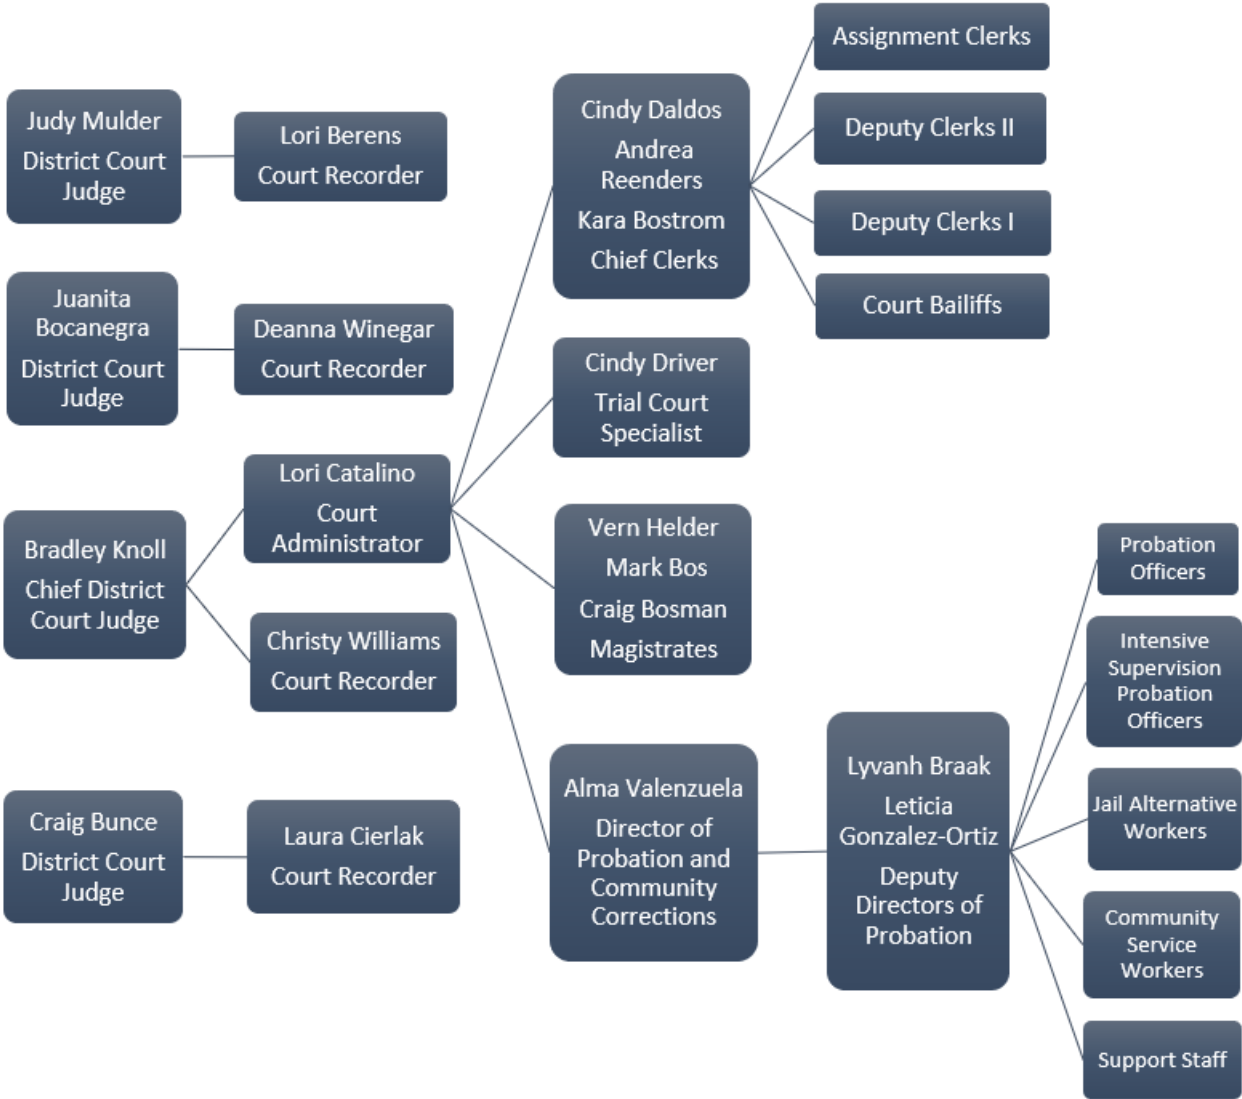 Judy Mulder
District Court
Judge
Lori Berens
Court Recorder
Juanita
Bocanegra
District Court
Judge
Deanna Winegar
Court Recorder
Bradley Knoll
Chief District
Court Judge
Lori Catalino
Court
Administrator
Christy Williams
Court Recorder
Craig Bunce
District Court
Judge
Laura Cierlak
Court Recorder
Cindy Daldos
Andrea
Reenders
Kara Bostrom
Chief Clerks
Assignment Clerks
Deputy Clerks II
Deputy Clerks I
Court Bailiffs
Cindy Driver
Trial Court
Specialist
Vern Helder
Mark Bos
Craig Bosman
Magistrates
Alma Valenzuela
Director of
Probation and
Community
Corrections
Lyvanh Braak
Leticia
Gonzalez-Ortiz
Deputy
Directors of
Probation
Probation
Officers
Intensive
Supervision
Probation
Officers
Jail Alternative
Workers
Community
Service
Workers
Support Staff